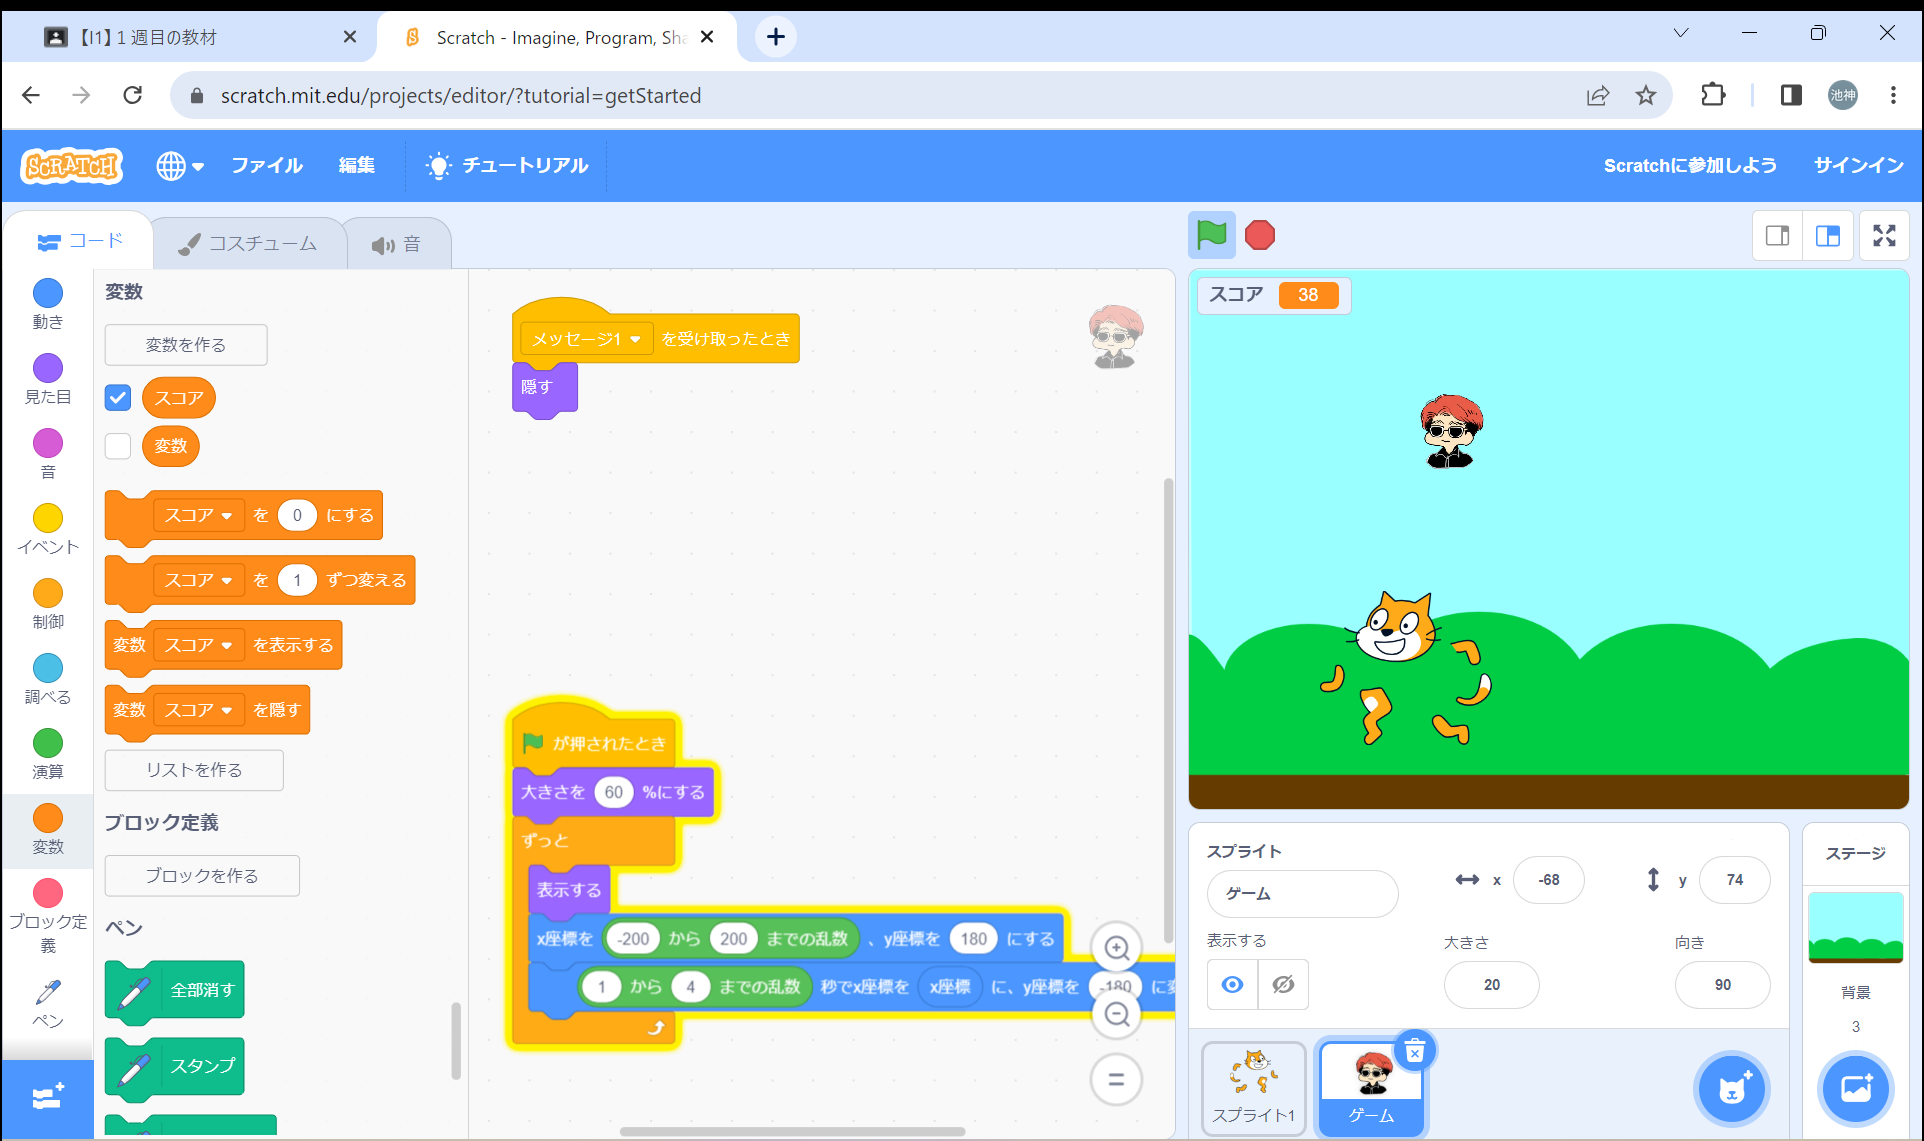 【I1】１週目の教材
Scratch - Imagine, Program, Sha
scratch.mit.edu/projects/editor/?tutorial=getStarted
池神
SCRATCH
ファイル
編集
チュートリアル
Scratchに参加しよう
サインイン
コード
コスチューム
音
動き
見た目
音
イベント
制御
調べる
演算
変数
ブロック定義
ペン
変数
変数を作る
スコア
変数
スコア を 0 にする
スコア を 1 ずつ変える
変数 スコア を表示する
変数 スコア を隠す
リストを作る
ブロック定義
ブロックを作る
ペン
全部消す
スタンプ
メッセージ1 を受け取ったとき
隠す
が押されたとき
大きさを 60 %にする
ずっと
表示する
x座標を -200 から 200 までの乱数 、y座標を 180 にする
1 から 4 までの乱数 秒でx座標を x座標 に、y座標を -180 に変
スコア 38
スプライト
ゲーム
x -68
y 74
表示する
大きさ 20
向き 90
スプライト1
ゲーム
ステージ
背景
3